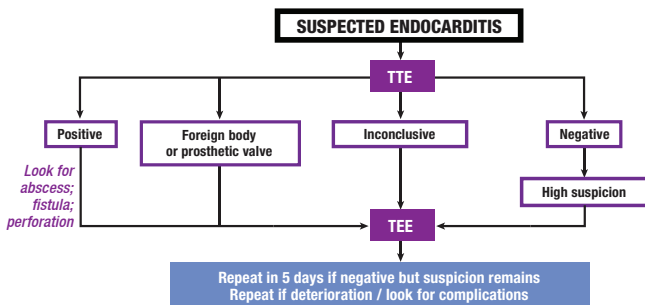 SUSPECTED ENDOCARDITIS
TTE
Positive
Foreign body
or prosthetic valve
Inconclusive
Negative
Look for
abscess;
fistula;
perforation
High suspicion
TEE
Repeat in 5 days if negative but suspicion remains
Repeat if deterioration / look for complications